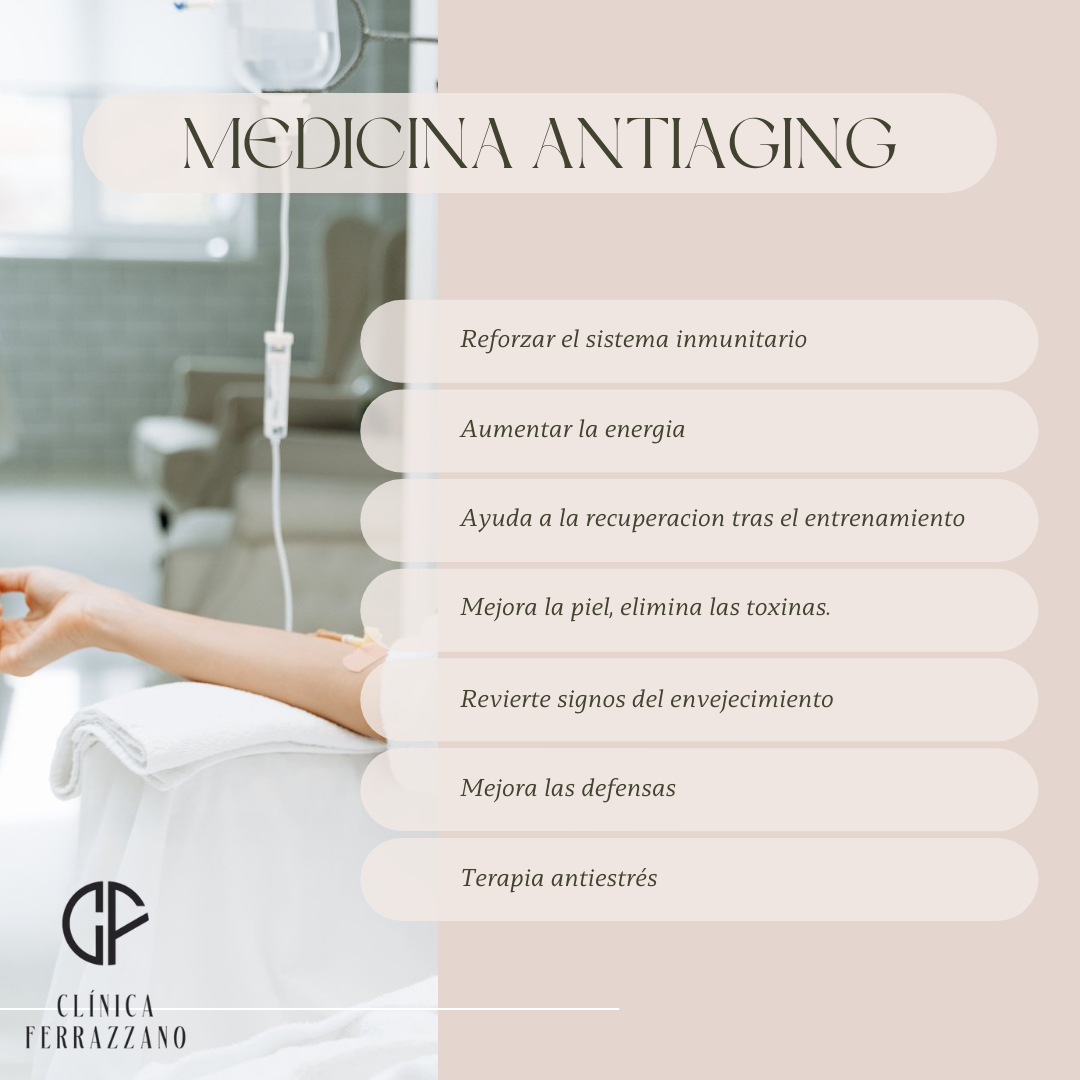 MEDICINA ANTIAGING
Reforzar el sistema inmunitario
Aumentar la energia
Ayuda a la recuperacion tras el entrenamiento
Mejora la piel, elimina las toxinas.
Revierte signos del envejecimiento
Mejora las defensas
Terapia antiestrés
CLÍNICA
FERRAZZANO